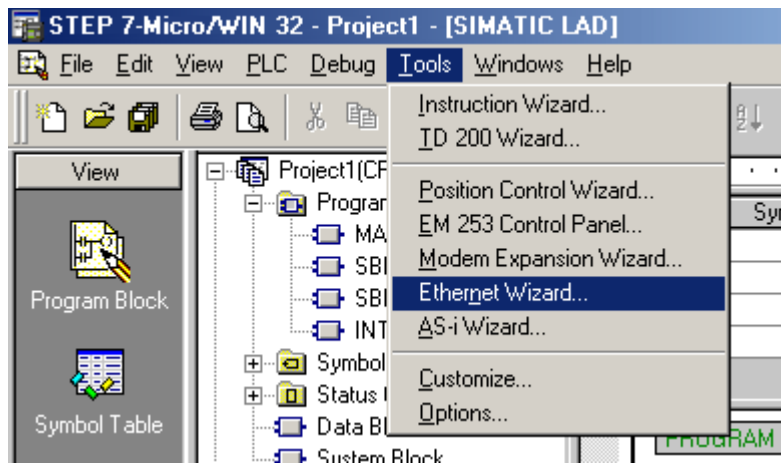 STEP 7-Micro/WIN 32 - Project1 - [SIMATIC LAD]
File Edit View PLC Debug Tools Windows Help
Instruction Wizard...
TD 200 Wizard...
Position Control Wizard...
EM 253 Control Panel...
Modem Expansion Wizard...
Ethernet Wizard...
AS-i Wizard...
Customize...
Options...
View
Program Block
Symbol Table
Project1(CP
Program
MA
SBI
SBI
INT
Symbol
Status
Data Bl
System Block
Syr
PROGRAM